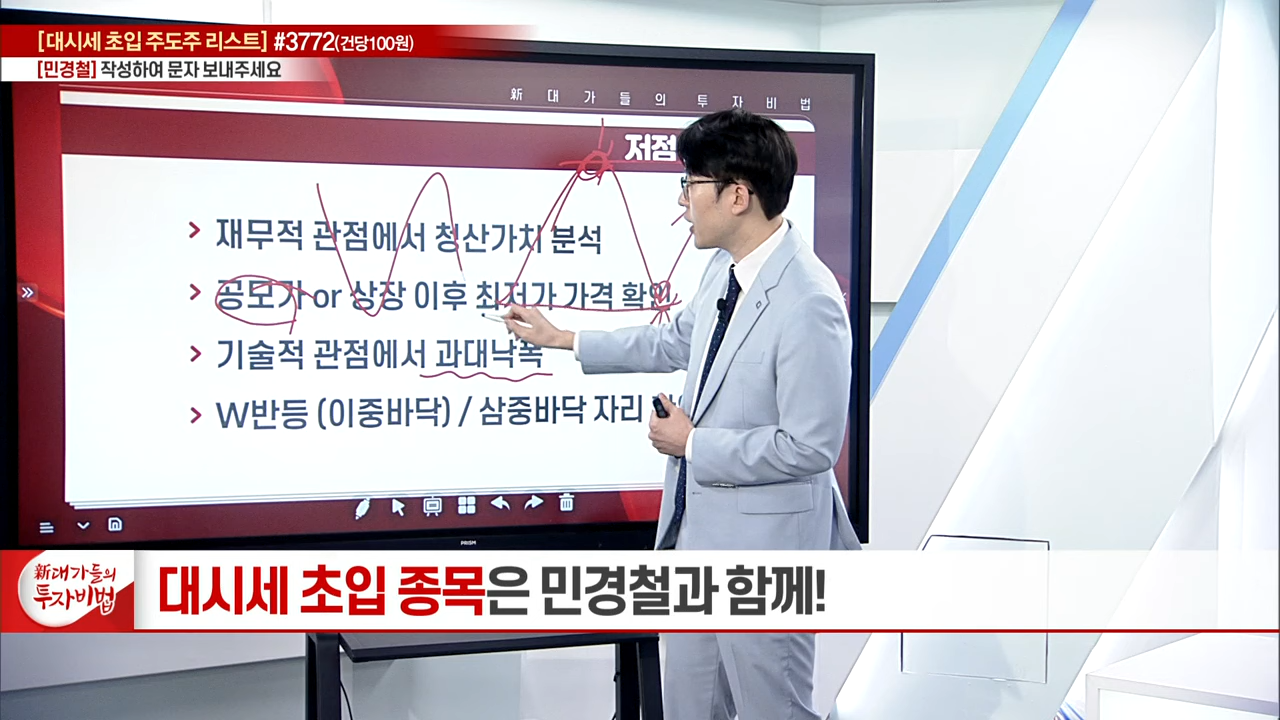 [대시세 초입 주도주 리스트] #3772(건당100원)
[민경철] 작성하여 문자 보내주세요
新 대 가 들 의 투 자 비 법
저점
재무적 관점에서 청산가치 분석
공모가 or 상장 이후 최저가 가격 확인
기술적 관점에서 과대낙폭
W반등 (이중바닥) / 삼중바닥 자리
PRISM
新대가들의
투자비법
대시세 초입 종목은 민경철과 함께!